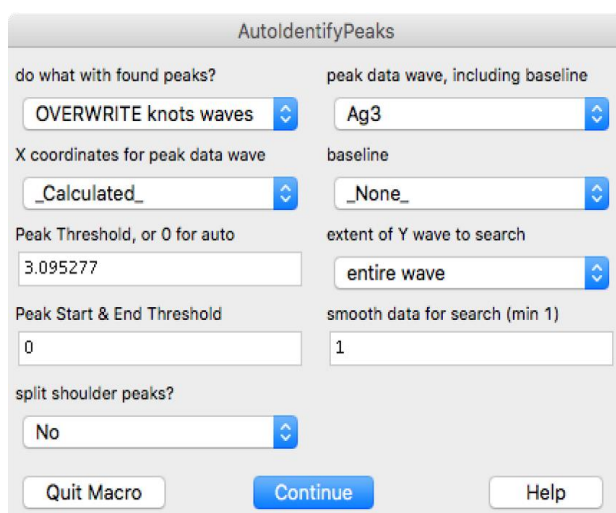 AutoIdentifyPeaks
do what with found peaks?
peak data wave, including baseline
OVERWRITE knots waves
Ag3
X coordinates for peak data wave
baseline
_Calculated_
_None_
Peak Threshold, or 0 for auto
extent of Y wave to search
3.095277
entire wave
Peak Start & End Threshold
smooth data for search (min 1)
0
1
split shoulder peaks?
No
Quit Macro
Continue
Help